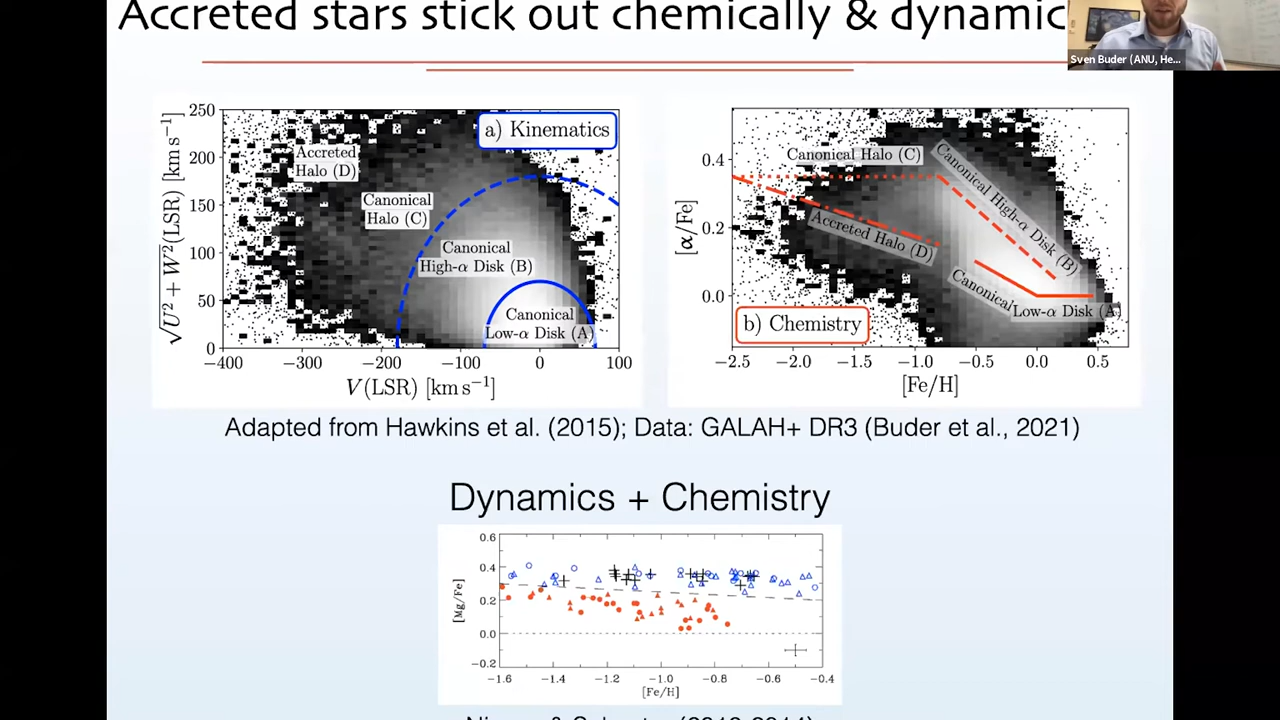 Accreted stars stick out chemically & dynamic
Sven Buder (ANU, He...
250
200
150
100
50
0
√U² + W²(LSR) [km s⁻¹]
a) Kinematics
Accreted
Halo (D)
Canonical
Halo (C)
Canonical
High-α Disk (B)
Canonical
Low-α Disk (A)
−400 −300 −200 −100 0 100
V(LSR) [km s⁻¹]
0.4
0.2
0.0
[α/Fe]
Canonical Halo (C)
Canonical High-α Disk (B)
Accreted Halo (D)
Canonical/Low-α Disk (A)
b) Chemistry
−2.5 −2.0 −1.5 −1.0 −0.5 0.0 0.5
[Fe/H]
Adapted from Hawkins et al. (2015); Data: GALAH+ DR3 (Buder et al., 2021)
Dynamics + Chemistry
0.6
0.4
0.2
0.0
−0.2
[Mg/Fe]
−1.6 −1.4 −1.2 −1.0 −0.8 −0.6 −0.4
[Fe/H]